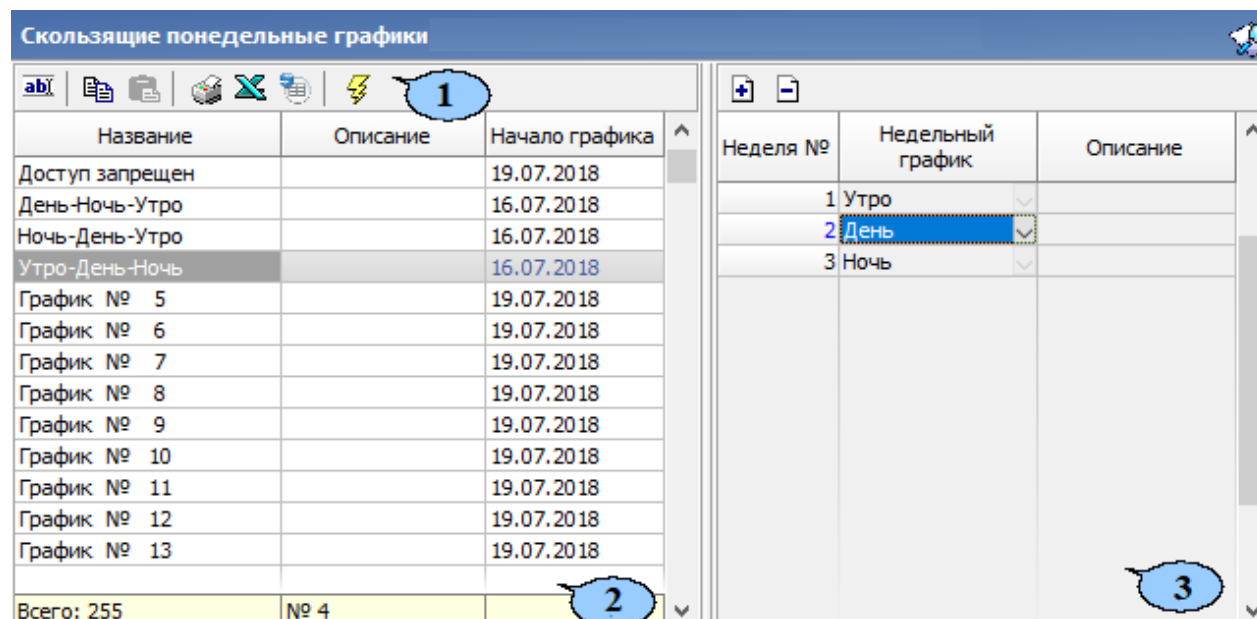 Скользящие понедельные графики
abI
1
Название Описание Начало графика
Доступ запрещен 19.07.2018
День-Ночь-Утро 16.07.2018
Ночь-День-Утро 16.07.2018
Утро-День-Ночь 16.07.2018
График № 5 19.07.2018
График № 6 19.07.2018
График № 7 19.07.2018
График № 8 19.07.2018
График № 9 19.07.2018
График № 10 19.07.2018
График № 11 19.07.2018
График № 12 19.07.2018
График № 13 19.07.2018
Всего: 255 № 4
2
Неделя № Недельный график Описание
1 Утро
2 День
3 Ночь
3